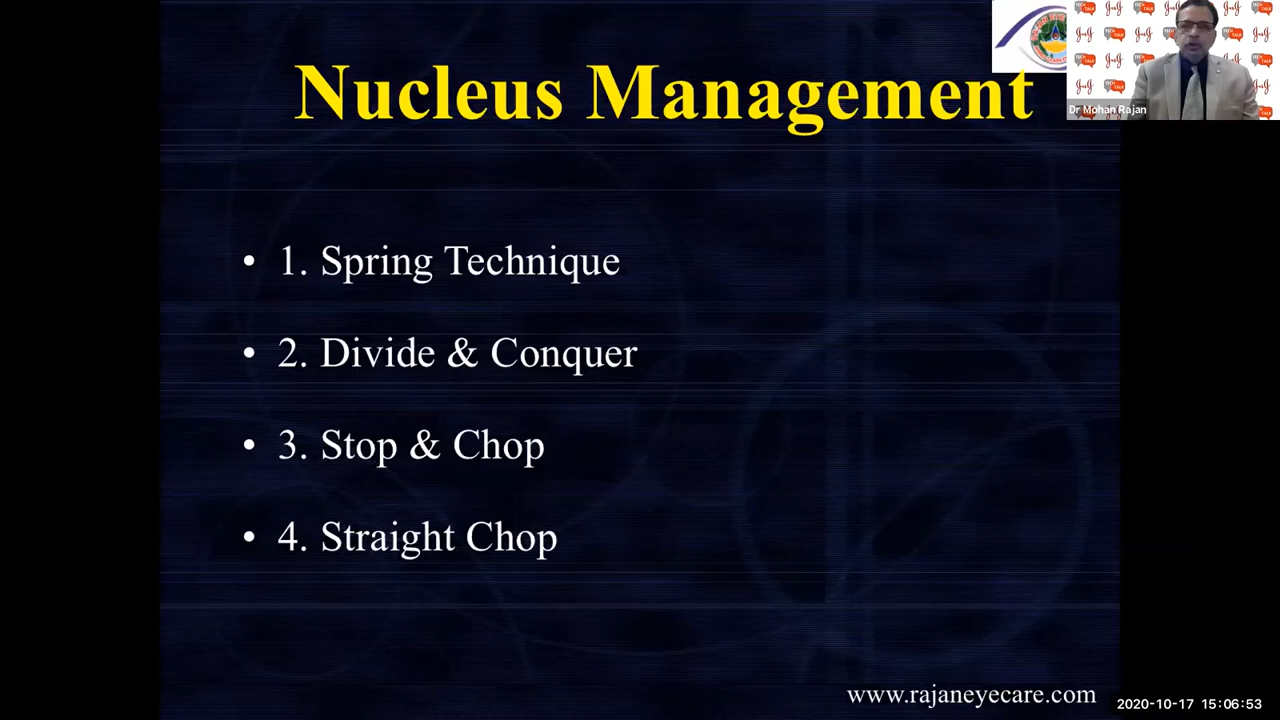 Nucleus Management
• 1. Spring Technique
• 2. Divide & Conquer
• 3. Stop & Chop
• 4. Straight Chop
www.rajaneyecare.com
Dr Mohan Rajan
2020-10-17 15:06:53